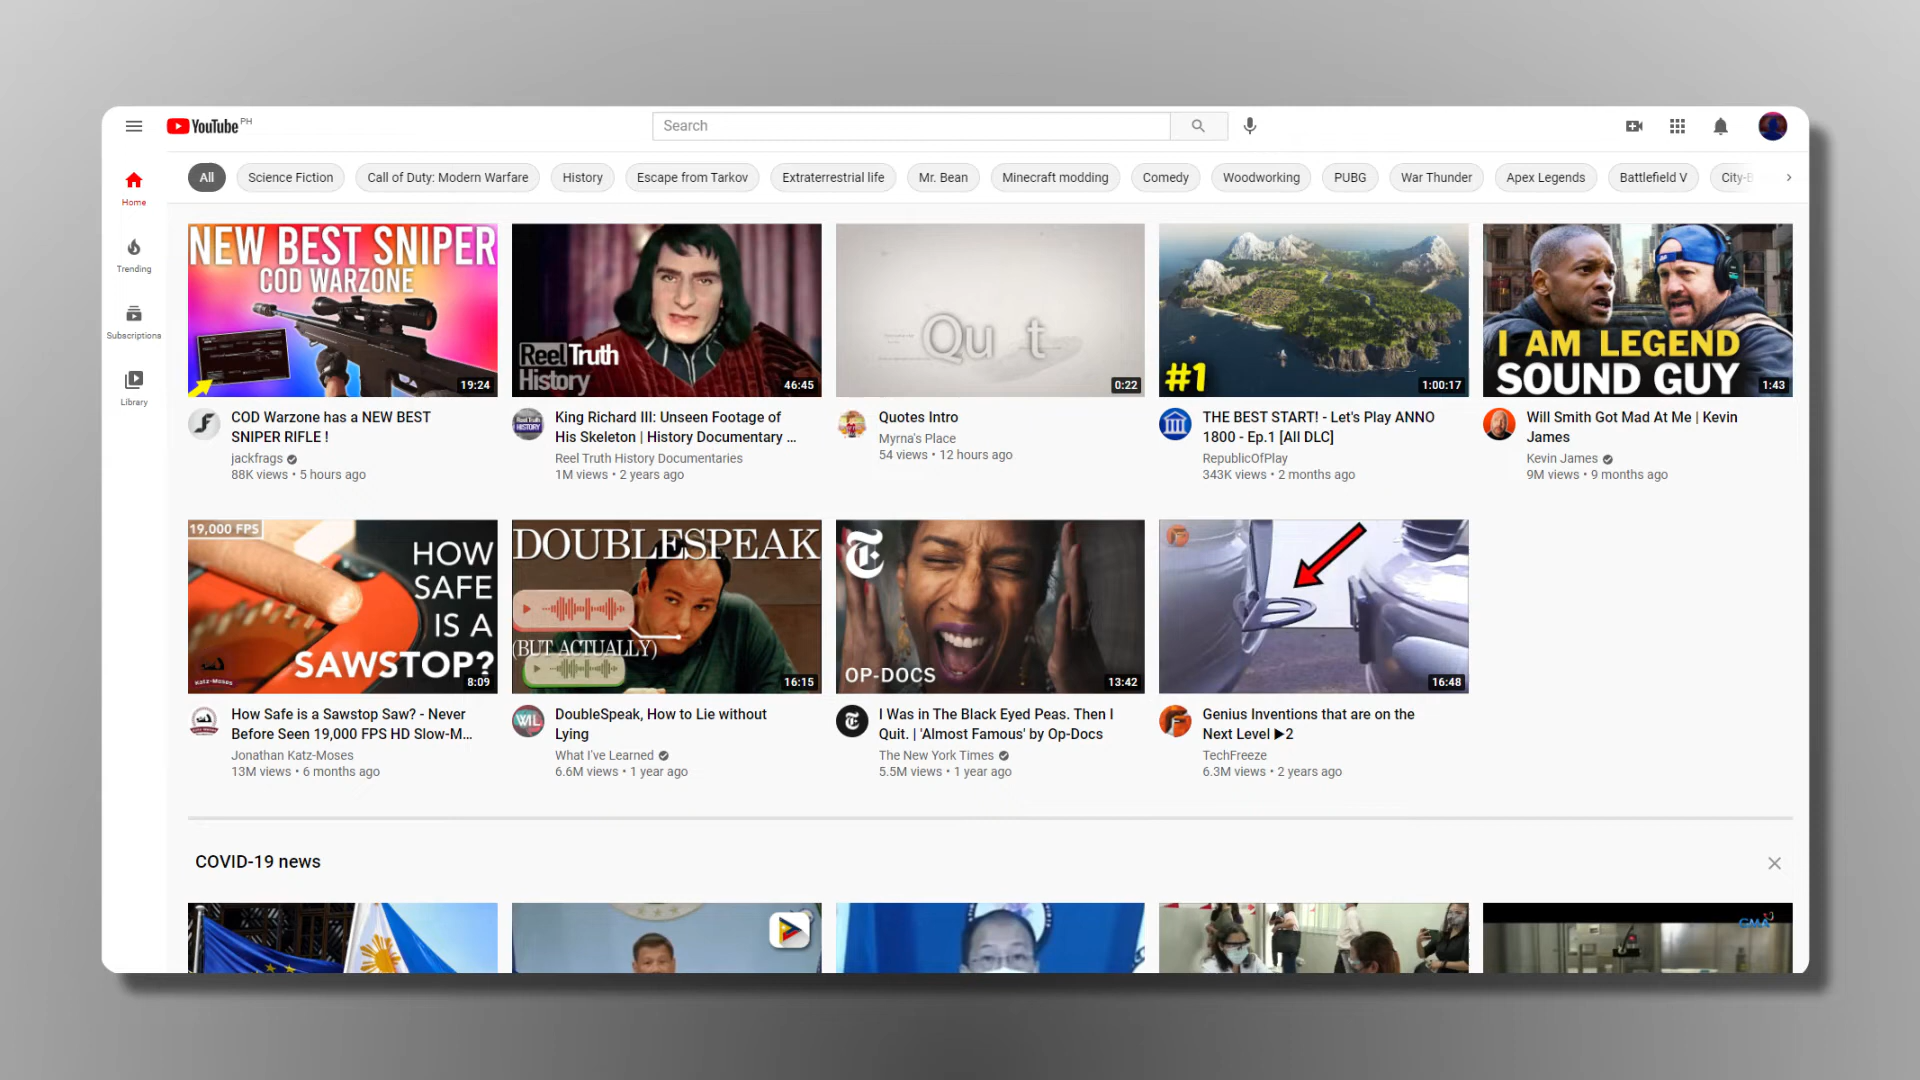 YouTube PH
Search
All
Science Fiction
Call of Duty: Modern Warfare
History
Escape from Tarkov
Extraterrestrial life
Mr. Bean
Minecraft modding
Comedy
Woodworking
PUBG
War Thunder
Apex Legends
Battlefield V
City-B
Home
Trending
Subscriptions
Library
NEW BEST SNIPER
COD WARZONE
19:24
COD Warzone has a NEW BEST
SNIPER RIFLE !
jackfrags
88K views • 5 hours ago
Reel Truth
History
46:45
King Richard III: Unseen Footage of
His Skeleton | History Documentary ...
Reel Truth History Documentaries
1M views • 2 years ago
Qu t
0:22
Quotes Intro
Myrna's Place
54 views • 12 hours ago
#1
1:00:17
THE BEST START! - Let's Play ANNO
1800 - Ep.1 [All DLC]
RepublicOfPlay
343K views • 2 months ago
I AM LEGEND
SOUND GUY
1:43
Will Smith Got Mad At Me | Kevin
James
Kevin James
9M views • 9 months ago
19,000 FPS
HOW
SAFE
IS A
SAWSTOP?
Katz-Moses
8:09
How Safe is a Sawstop Saw? - Never
Before Seen 19,000 FPS HD Slow-M...
Jonathan Katz-Moses
13M views • 6 months ago
DOUBLESPEAK
(BUT ACTUALLY)
16:15
WIL
DoubleSpeak, How to Lie without
Lying
What I've Learned
6.6M views • 1 year ago
T
OP-DOCS
13:42
I Was in The Black Eyed Peas. Then I
Quit. | 'Almost Famous' by Op-Docs
The New York Times
5.5M views • 1 year ago
16:48
Genius Inventions that are on the
Next Level ▶2
TechFreeze
6.3M views • 2 years ago
COVID-19 news
GMA